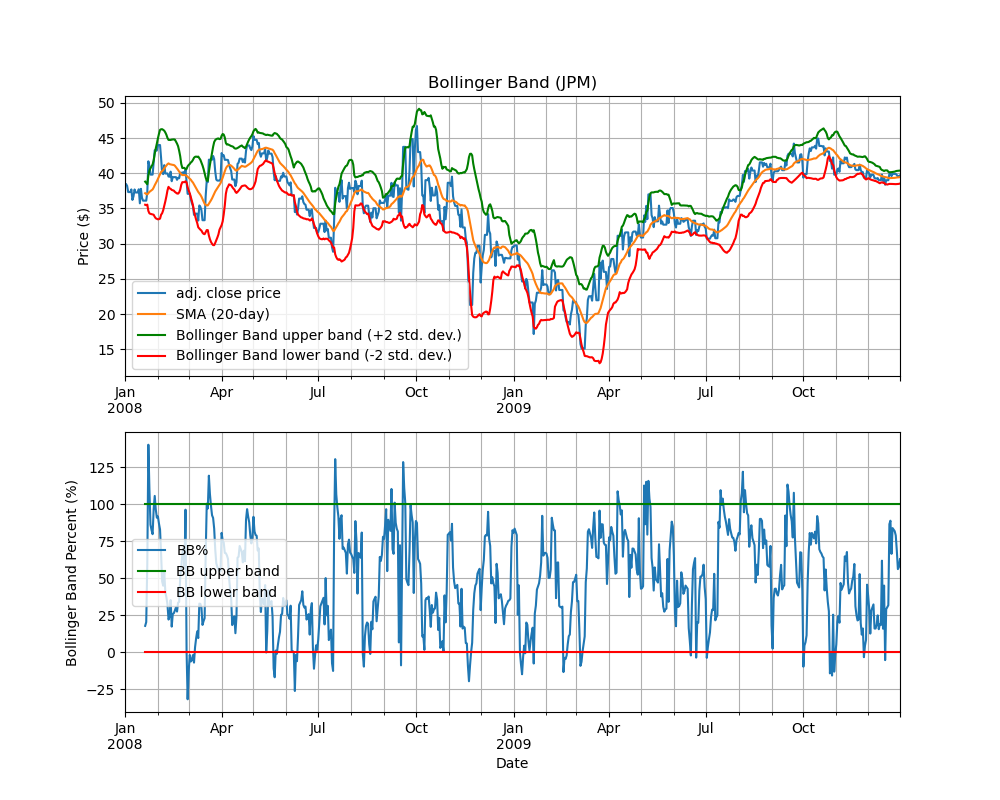 Bollinger Band (JPM)
Price ($)
50
45
40
35
30
25
20
15
adj. close price
SMA (20-day)
Bollinger Band upper band (+2 std. dev.)
Bollinger Band lower band (-2 std. dev.)
Jan Apr Jul Oct Jan Apr Jul Oct
2008 2009
Bollinger Band Percent (%)
125
100
75
50
25
0
−25
BB%
BB upper band
BB lower band
Jan Apr Jul Oct Jan Apr Jul Oct
2008 2009
Date